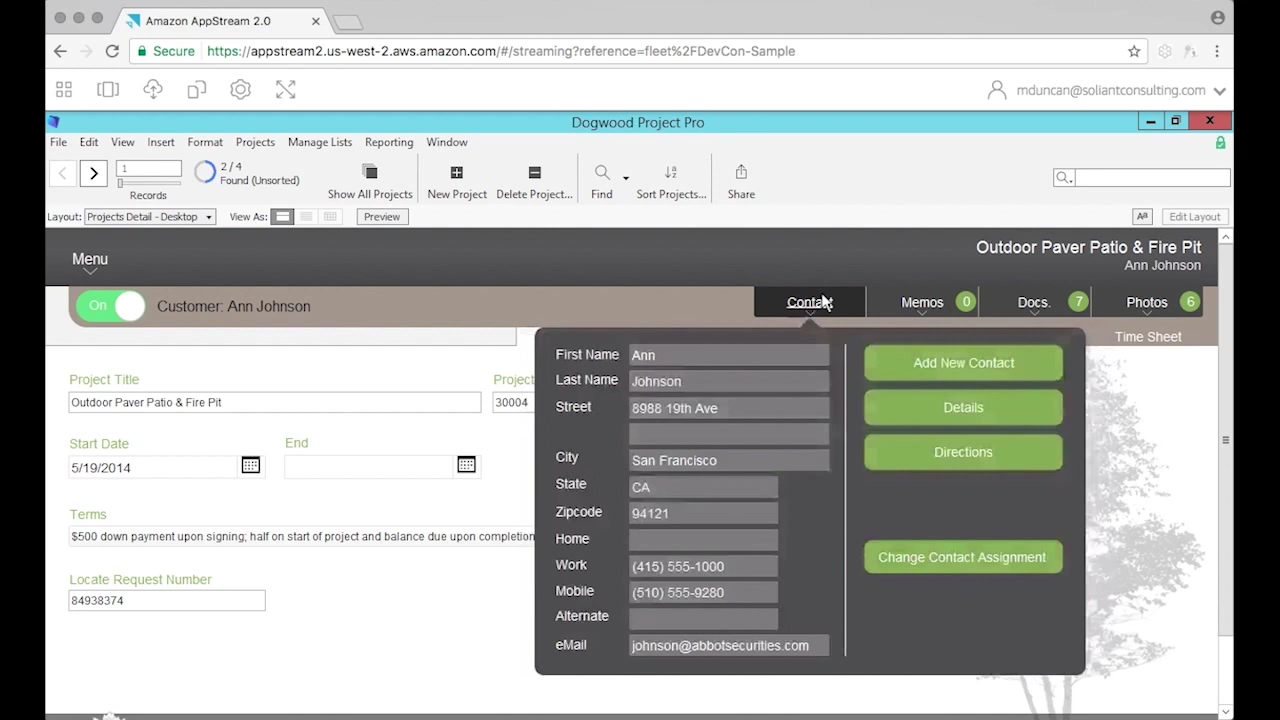 Amazon AppStream 2.0
Secure https://appstream2.us-west-2.aws.amazon.com/#/streaming?reference=fleet%2FDevCon-Sample
mduncan@soliantconsulting.com
Dogwood Project Pro
File Edit View Insert Format Projects Manage Lists Reporting Window
1
2 / 4
Found (Unsorted)
Records
Show All Projects New Project Delete Project... Find Sort Projects... Share
Layout: Projects Detail - Desktop View As: Preview Aª Edit Layout
Menu
Outdoor Paver Patio & Fire Pit
Ann Johnson
On Customer: Ann Johnson
Contact Memos 0 Docs. 7 Photos 6
Time Sheet
Project Title
Outdoor Paver Patio & Fire Pit
Project
30004
Start Date End
5/19/2014
Terms
$500 down payment upon signing; half on start of project and balance due upon completion
Locate Request Number
84938374
First Name Ann
Last Name Johnson
Street 8988 19th Ave
City San Francisco
State CA
Zipcode 94121
Home
Work (415) 555-1000
Mobile (510) 555-9280
Alternate
eMail johnson@abbotsecurities.com
Add New Contact
Details
Directions
Change Contact Assignment